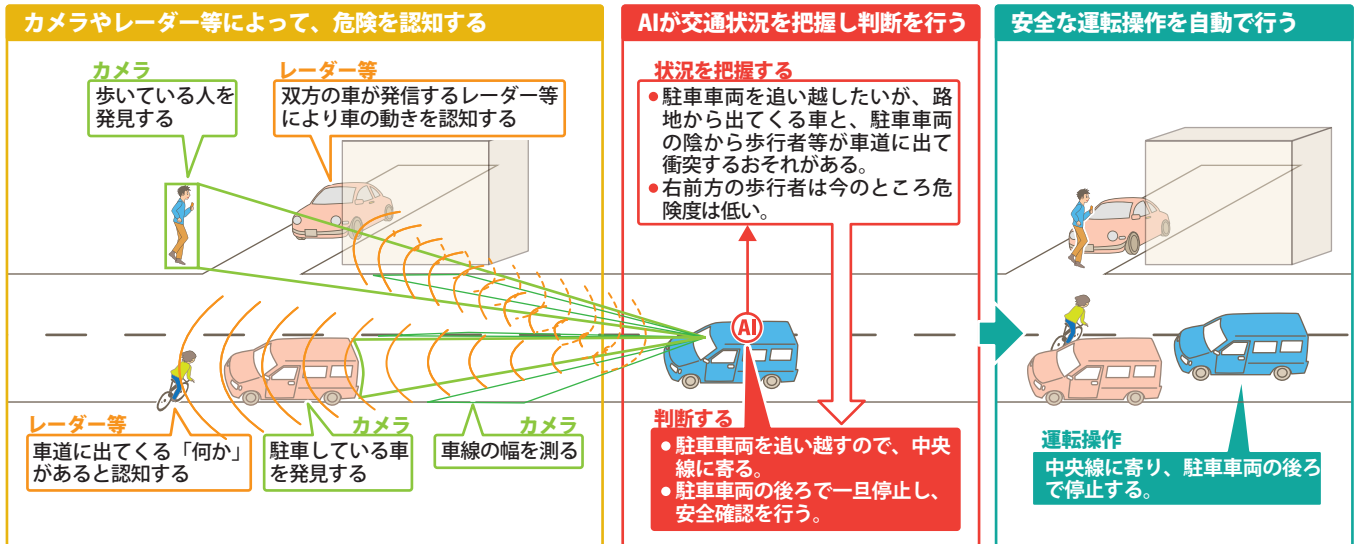 カメラやレーダー等によって、危険を認知する
カメラ
歩いている人を
発見する
レーダー等
双方の車が発信するレーダー等
により車の動きを認知する
レーダー等
車道に出てくる「何か」
があると認知する
カメラ
駐車している車
を発見する
カメラ
車線の幅を測る
AIが交通状況を把握し判断を行う
状況を把握する
●駐車車両を追い越したいが、路
地から出てくる車と、駐車車両
の陰から歩行者等が車道に出て
衝突するおそれがある。
●右前方の歩行者は今のところ危
険度は低い。
AI
判断する
●駐車車両を追い越すので、中央
線に寄る。
●駐車車両の後ろで一旦停止し、
安全確認を行う。
安全な運転操作を自動で行う
運転操作
中央線に寄り、駐車車両の後ろ
で停止する。